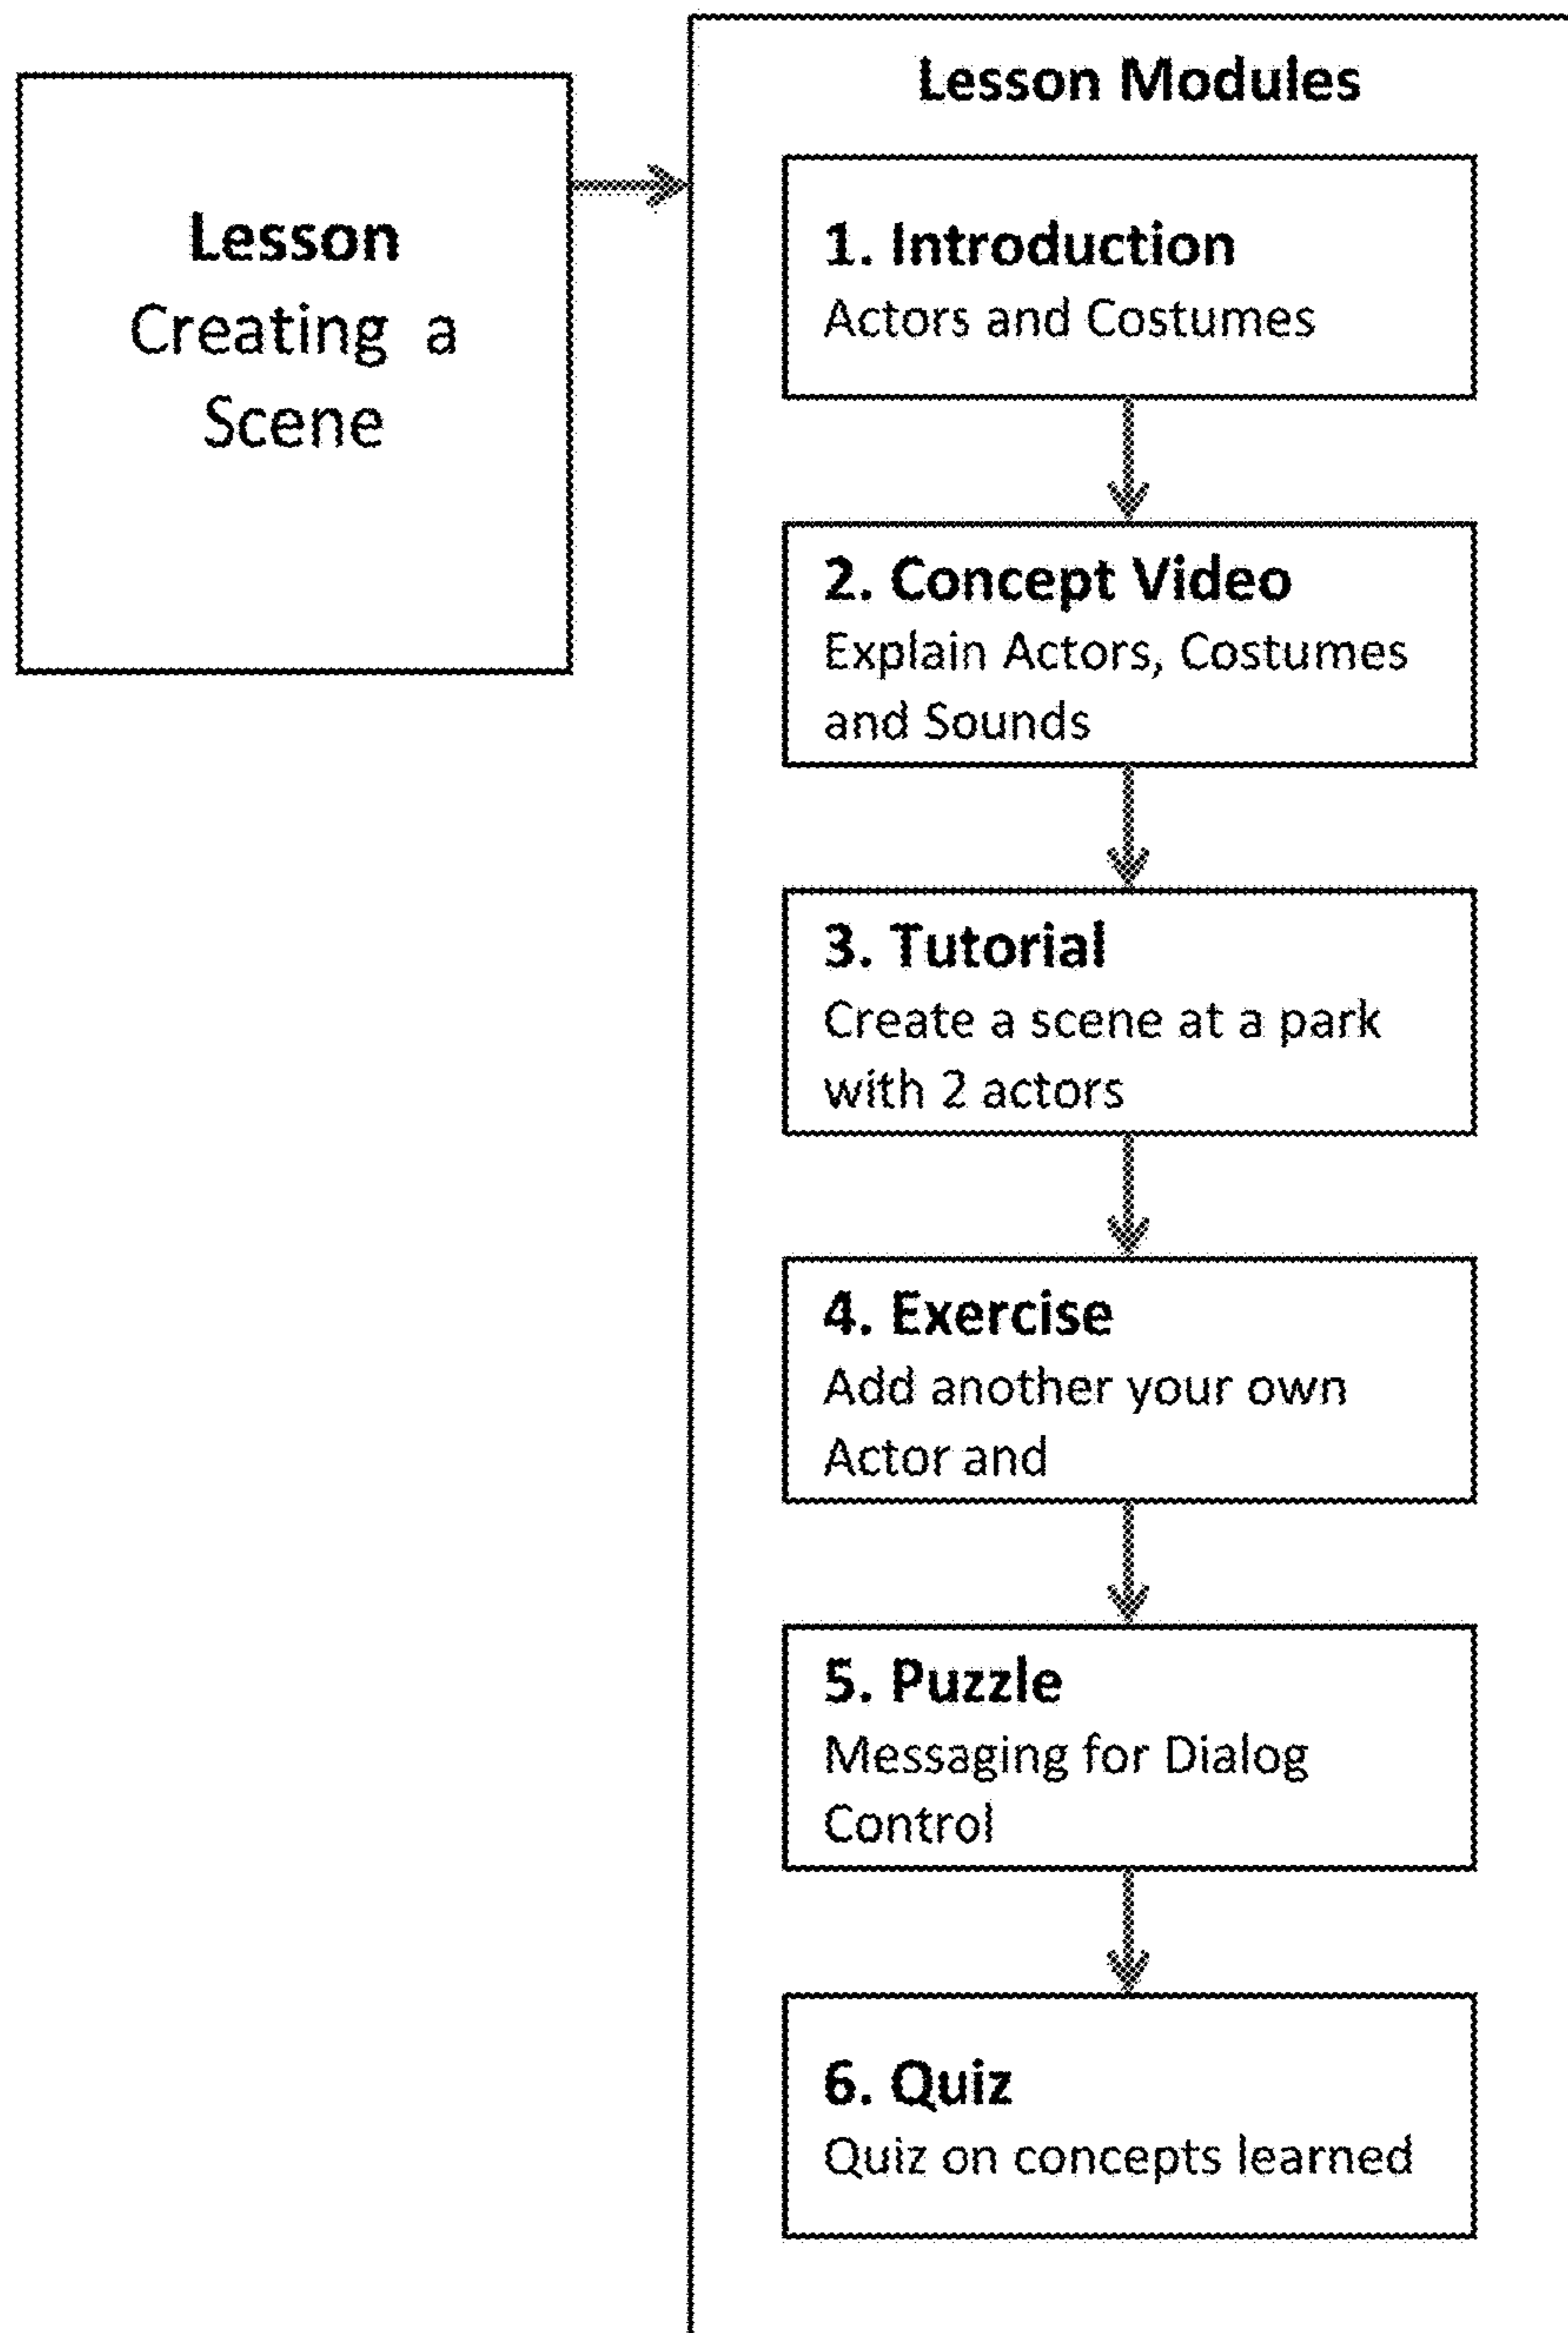 Lesson
Creating a
Scene
Lesson Modules
1. Introduction
Actors and Costumes
2. Concept Video
Explain Actors, Costumes
and Sounds
3. Tutorial
Create a scene at a park
with 2 actors
4. Exercise
Add another your own
Actor and
5. Puzzle
Messaging for Dialog
Control
6. Quiz
Quiz on concepts learned